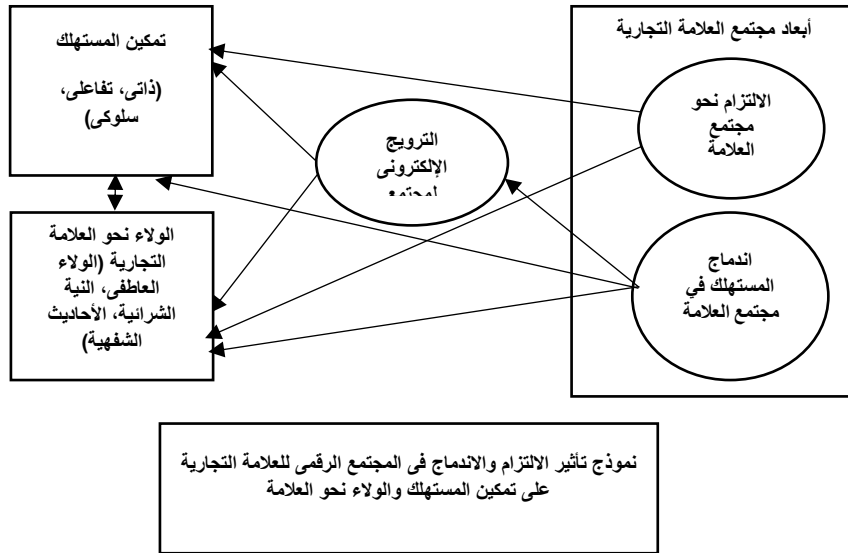 أبعاد مجتمع العلامة التجارية
الالتزام نحو
مجتمع
العلامة
اندماج
المستهلك في
مجتمع العلامة
الترويج
الإلكترونى
لمجتمع
تمكين المستهلك
(ذاتى، تفاعلى،
سلوكى)
الولاء نحو العلامة
التجارية (الولاء
العاطفى، النية
الشرائية، الأحاديث
الشفهية)
نموذج تأثير الالتزام والاندماج فى المجتمع الرقمى للعلامة التجارية
على تمكين المستهلك والولاء نحو العلامة